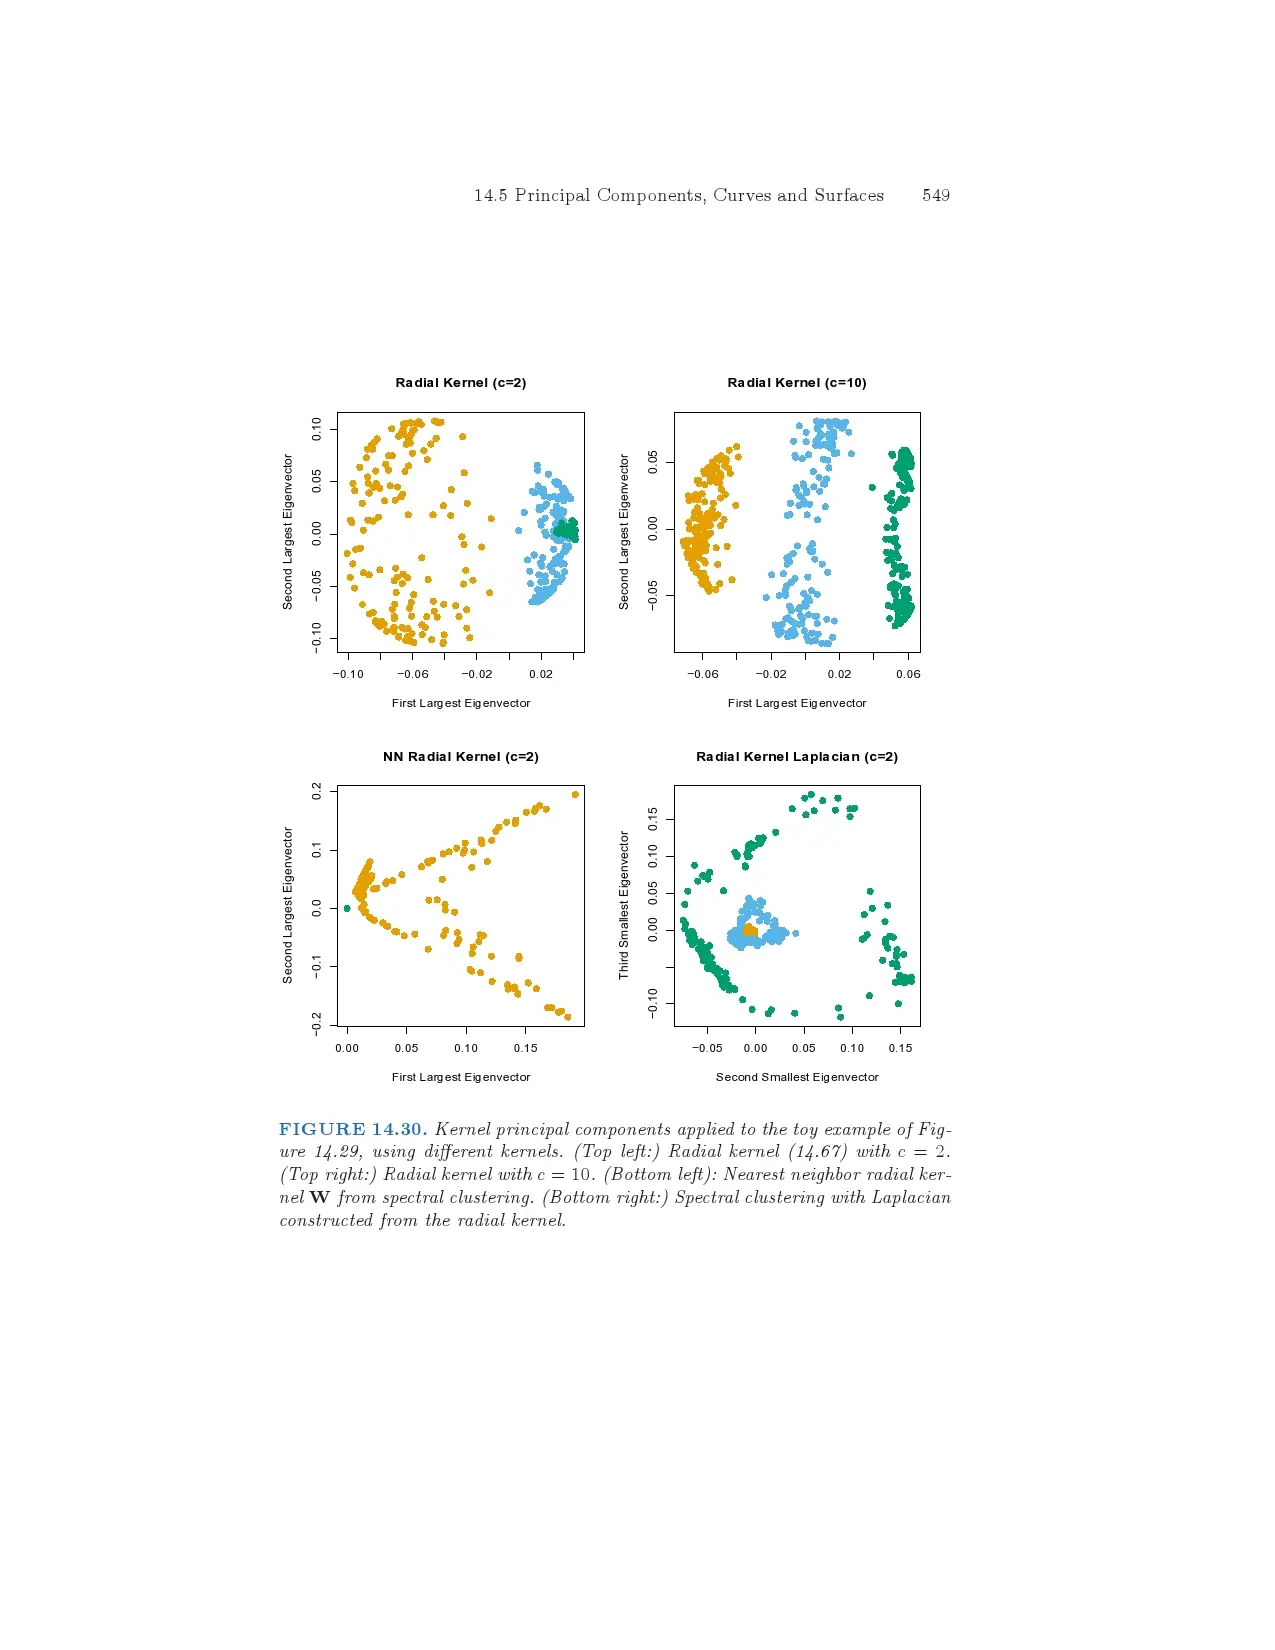 14.5 Principal Components, Curves and Surfaces 549
Radial Kernel (c=2)
Second Largest Eigenvector
0.10
0.05
0.00
−0.05
−0.10
−0.10 −0.06 −0.02 0.02
First Largest Eigenvector
Radial Kernel (c=10)
Second Largest Eigenvector
0.05
0.00
−0.05
−0.06 −0.02 0.02 0.06
First Largest Eigenvector
NN Radial Kernel (c=2)
Second Largest Eigenvector
0.2
0.1
0.0
−0.1
−0.2
0.00 0.05 0.10 0.15
First Largest Eigenvector
Radial Kernel Laplacian (c=2)
Third Smallest Eigenvector
0.15
0.10
0.05
0.00
−0.10
−0.05 0.00 0.05 0.10 0.15
Second Smallest Eigenvector
FIGURE 14.30. Kernel principal components applied to the toy example of Fig-
ure 14.29, using different kernels. (Top left:) Radial kernel (14.67) with c = 2.
(Top right:) Radial kernel with c = 10. (Bottom left): Nearest neighbor radial ker-
nel W from spectral clustering. (Bottom right:) Spectral clustering with Laplacian
constructed from the radial kernel.